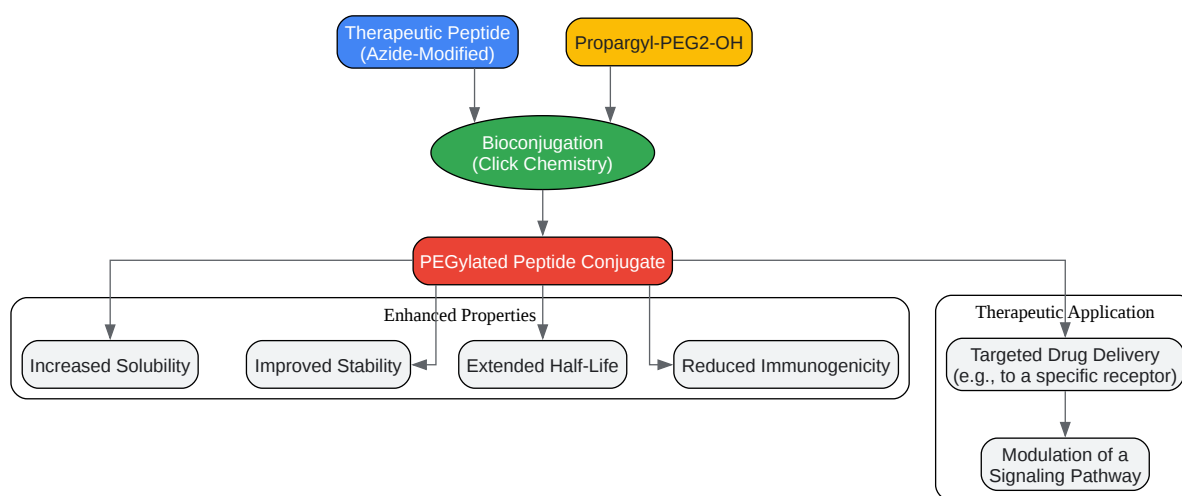 Therapeutic Peptide
(Azide-Modified)
Propargyl-PEG2-OH
Bioconjugation
(Click Chemistry)
PEGylated Peptide Conjugate
Enhanced Properties
Increased Solubility
Improved Stability
Extended Half-Life
Reduced Immunogenicity
Therapeutic Application
Targeted Drug Delivery
(e.g., to a specific receptor)
Modulation of a
Signaling Pathway